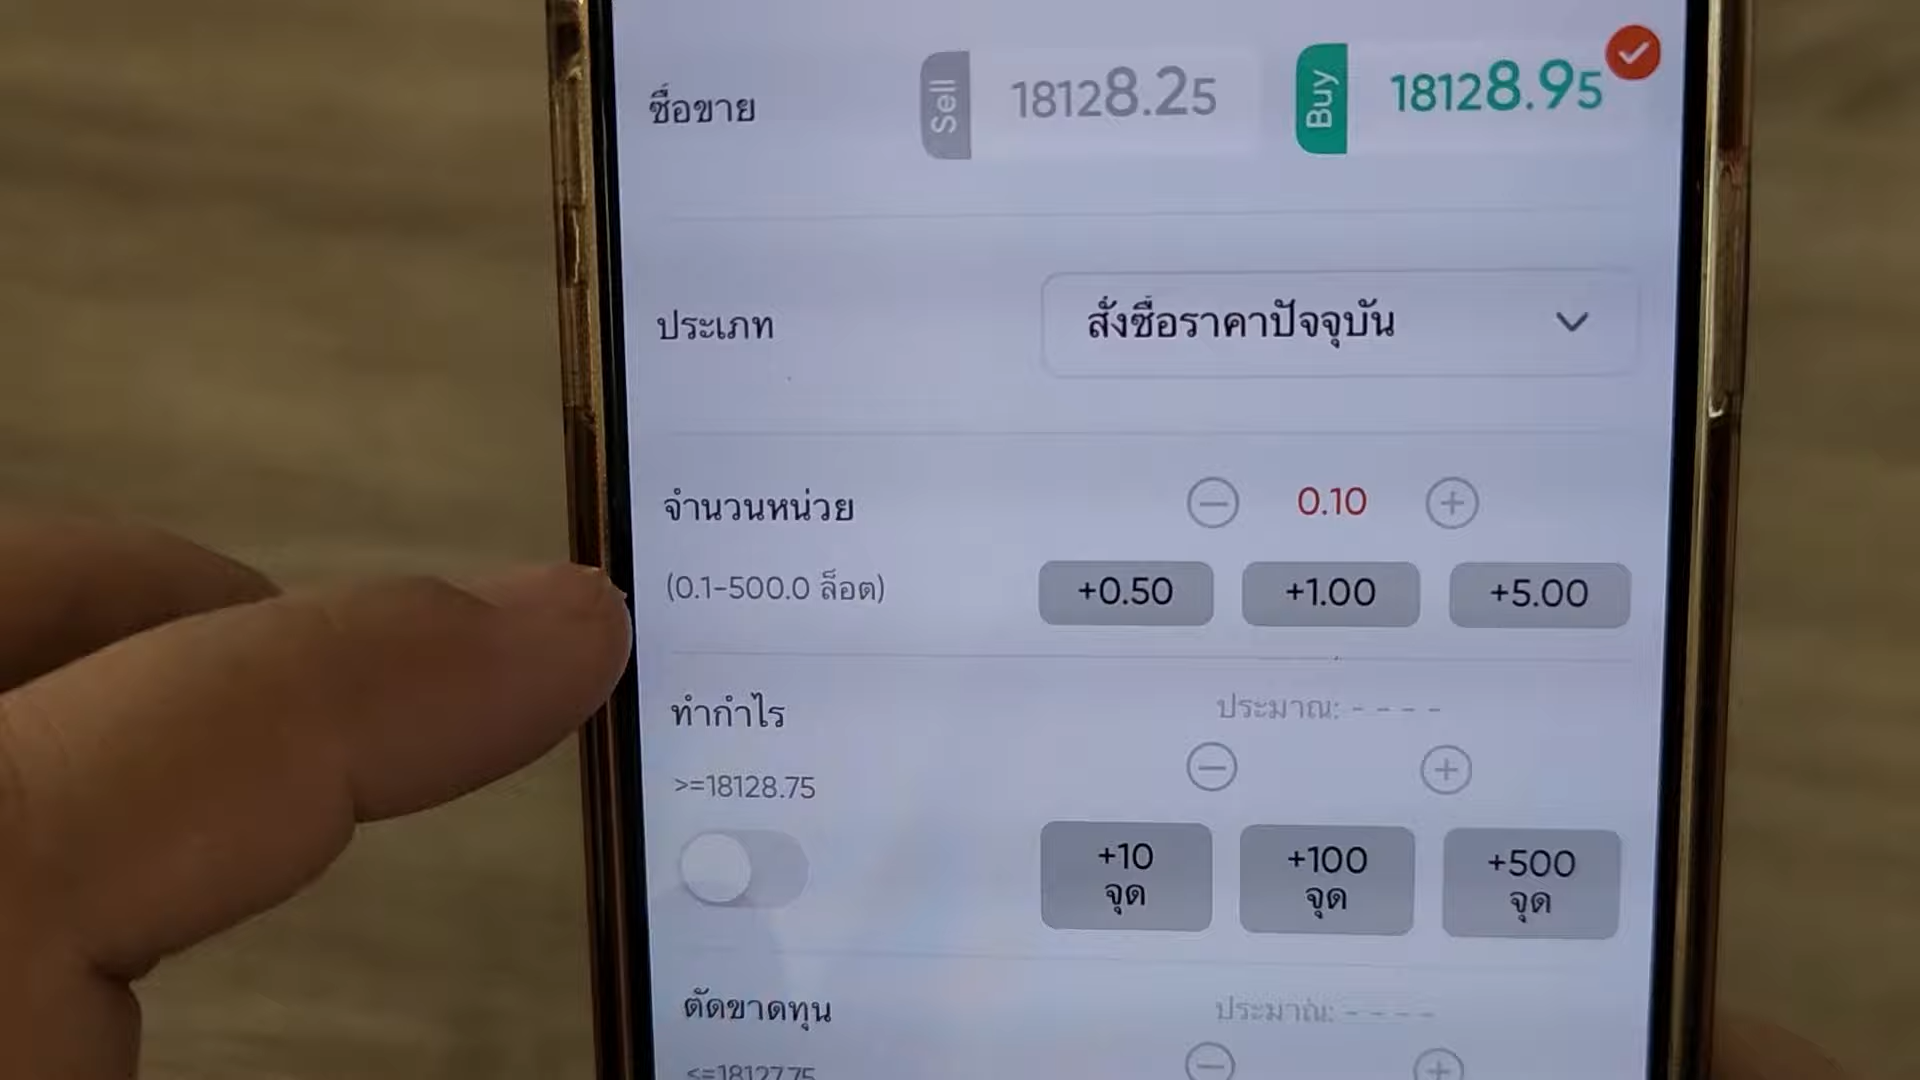 ซื้อขาย
Sell
18128.25
Buy
18128.95
ประเภท
สั่งซื้อราคาปัจจุบัน
จำนวนหน่วย
0.10
(0.1-500.0 ล็อต)
+0.50
+1.00
+5.00
ทำกำไร
ประมาณ: - - - -
>=18128.75
+10
จุด
+100
จุด
+500
จุด
ตัดขาดทุน
ประมาณ: - - - -
<=18127.75